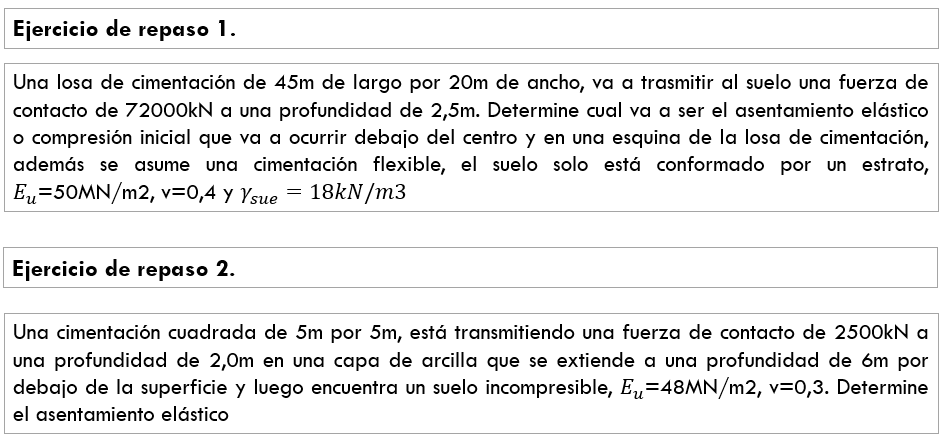 Ejercicio de repaso 1.
Una losa de cimentación de 45m de largo por 20m de ancho, va a trasmitir al suelo una fuerza de
contacto de 72000kN a una profundidad de 2,5m. Determine cual va a ser el asentamiento elástico
o compresión inicial que va a ocurrir debajo del centro y en una esquina de la losa de cimentación,
además se asume una cimentación flexible, el suelo solo está conformado por un estrato,
E_u=50MN/m2, v=0,4 y γ_sue = 18kN/m3
Ejercicio de repaso 2.
Una cimentación cuadrada de 5m por 5m, está transmitiendo una fuerza de contacto de 2500kN a
una profundidad de 2,0m en una capa de arcilla que se extiende a una profundidad de 6m por
debajo de la superficie y luego encuentra un suelo incompresible, E_u=48MN/m2, v=0,3. Determine
el asentamiento elástico